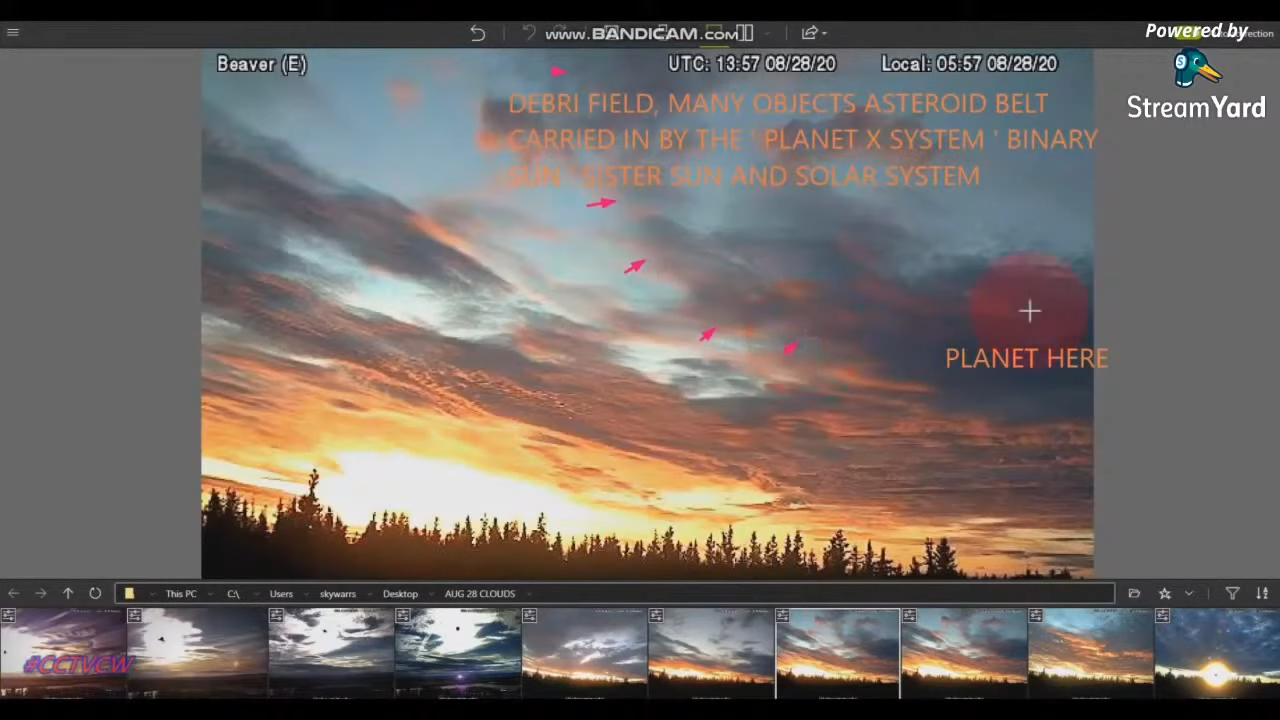 www.BANDICAM.com
Powered by
StreamYard
Beaver (E)
UTC: 13:57 08/28/20
Local: 05:57 08/28/20
DEBRI FIELD, MANY OBJECTS ASTEROID BELT
CARRIED IN BY THE ' PLANET X SYSTEM ' BINARY
SUN ' SISTER SUN AND SOLAR SYSTEM
PLANET HERE
This PC
C:\
Users
skywarrs
Desktop
AUG 28 CLOUDS
#CCTVCW